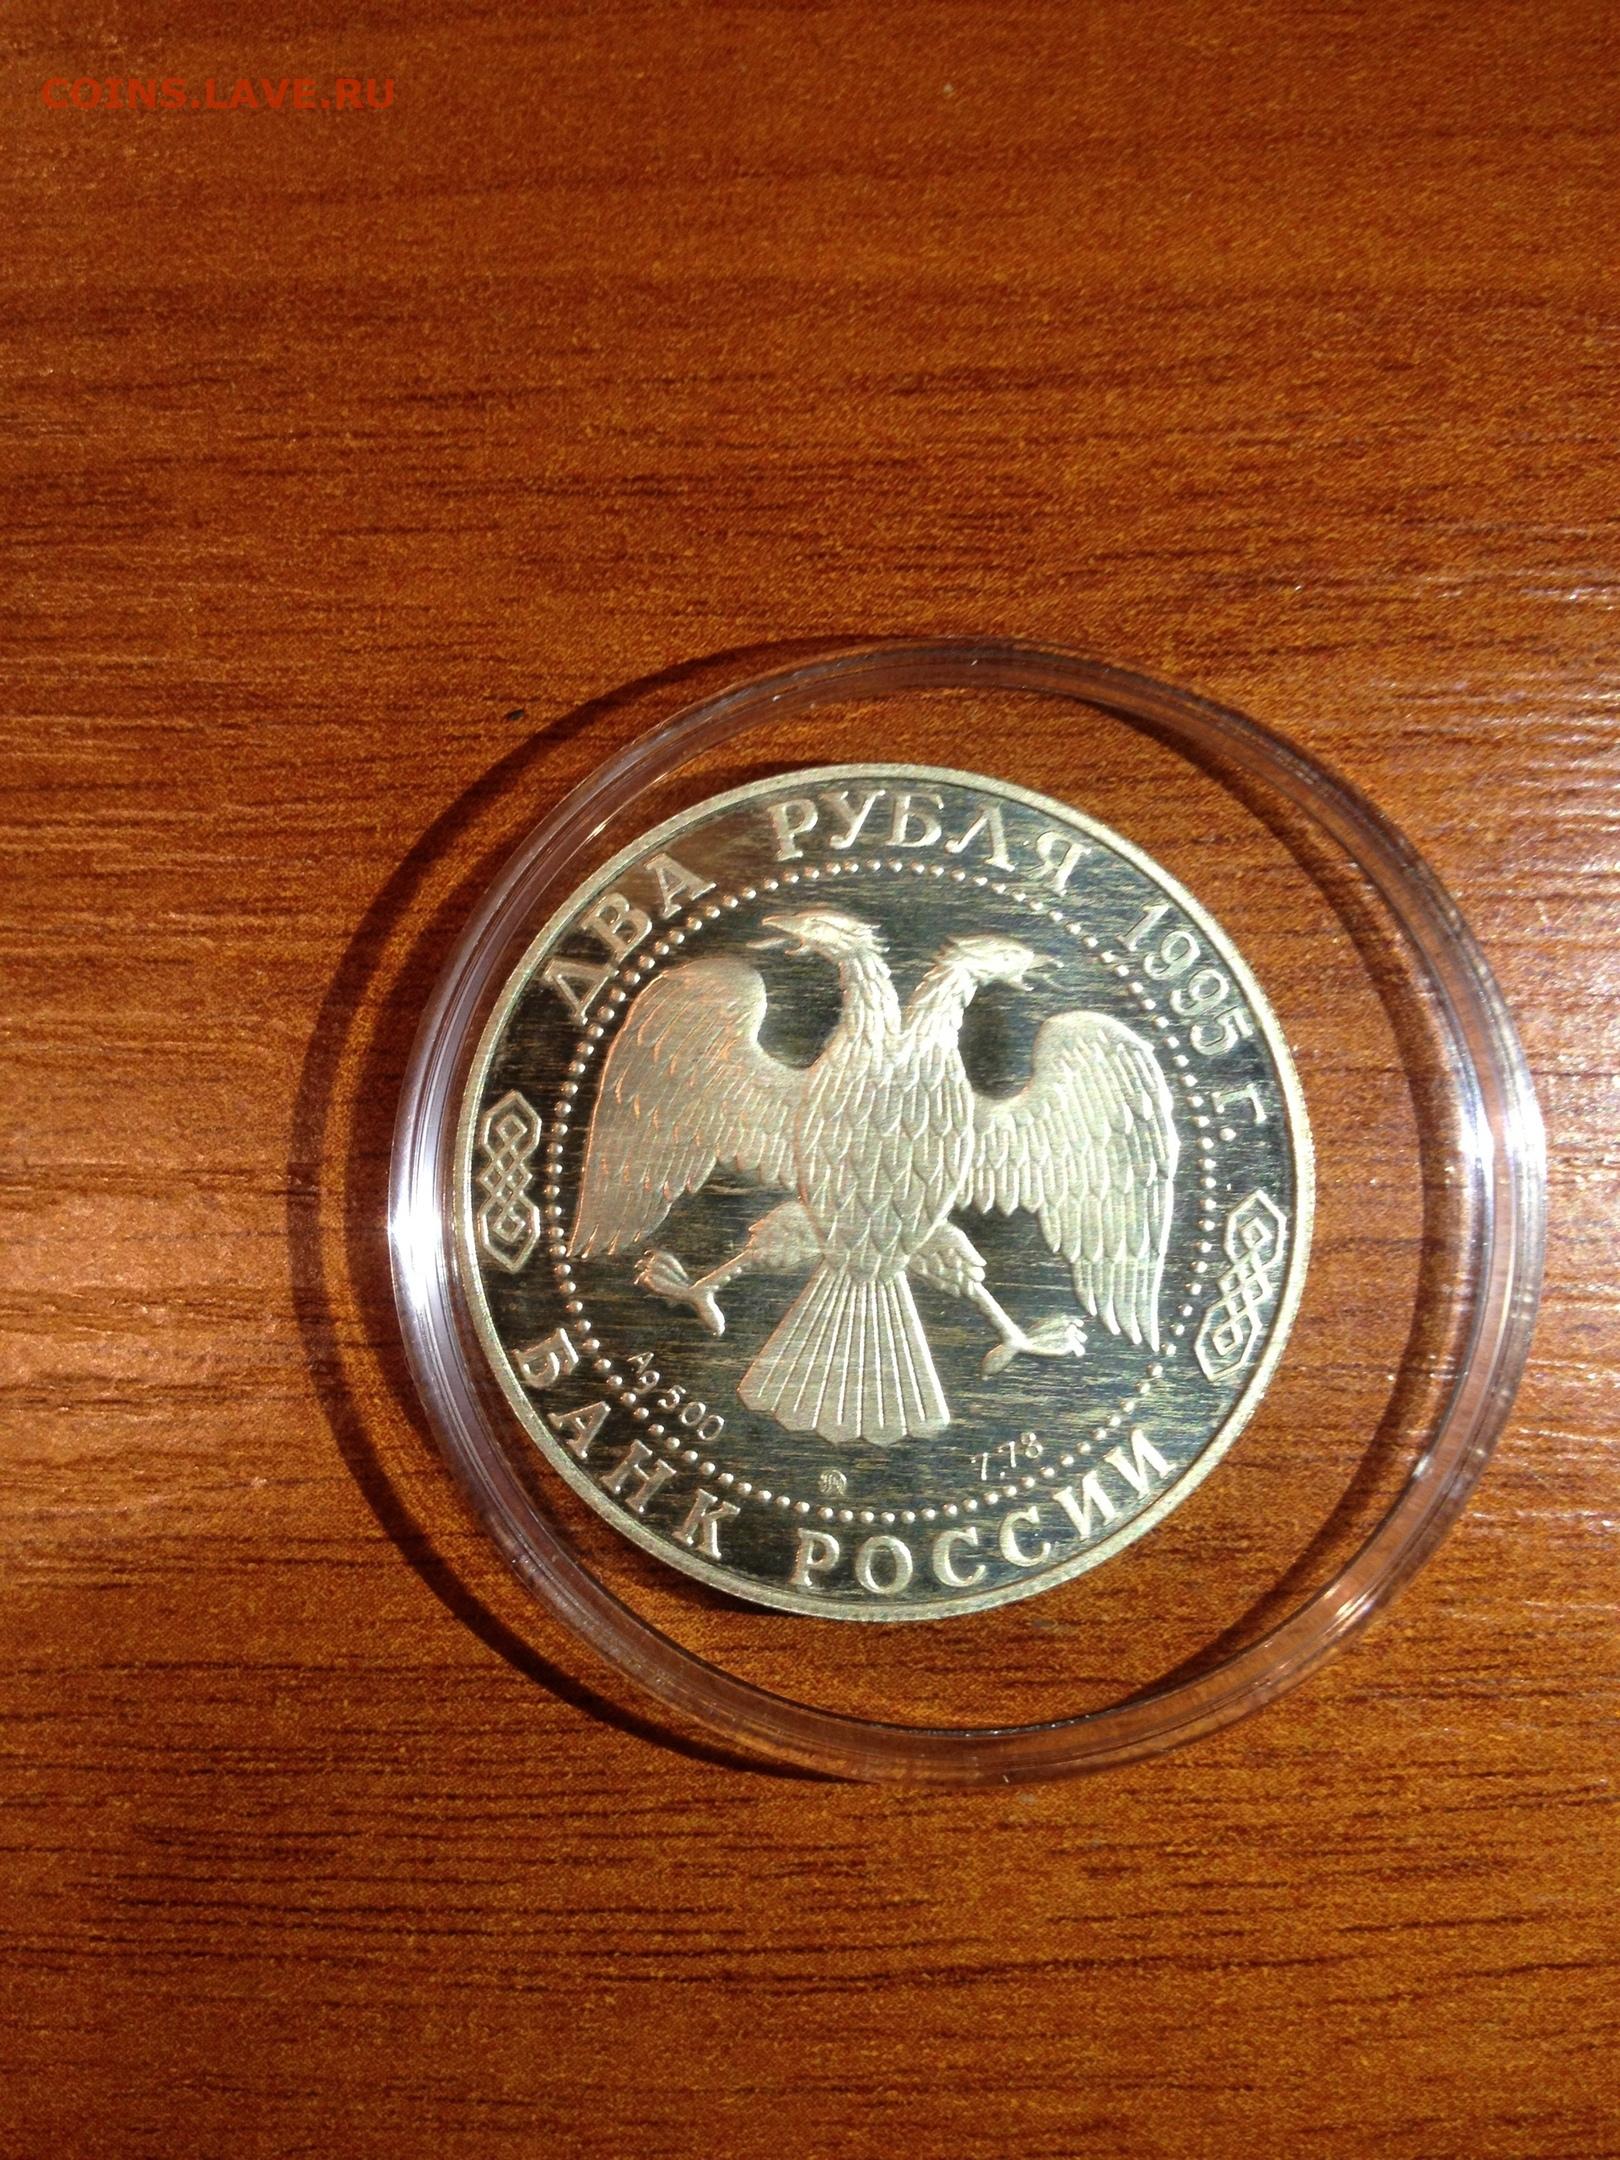 COINS.LAVE.RU
ДВА РУБЛЯ 1995 г.
Ag 500
7.78
БАНК РОССИИ